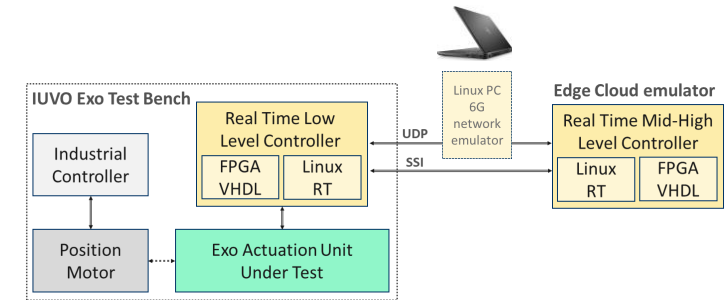 IUVO Exo Test Bench
Industrial
Controller
Position
Motor
Real Time Low
Level Controller
FPGA
VHDL
Linux
RT
Exo Actuation Unit
Under Test
UDP
SSI
Linux PC
6G
network
emulator
Edge Cloud emulator
Real Time Mid-High
Level Controller
Linux
RT
FPGA
VHDL